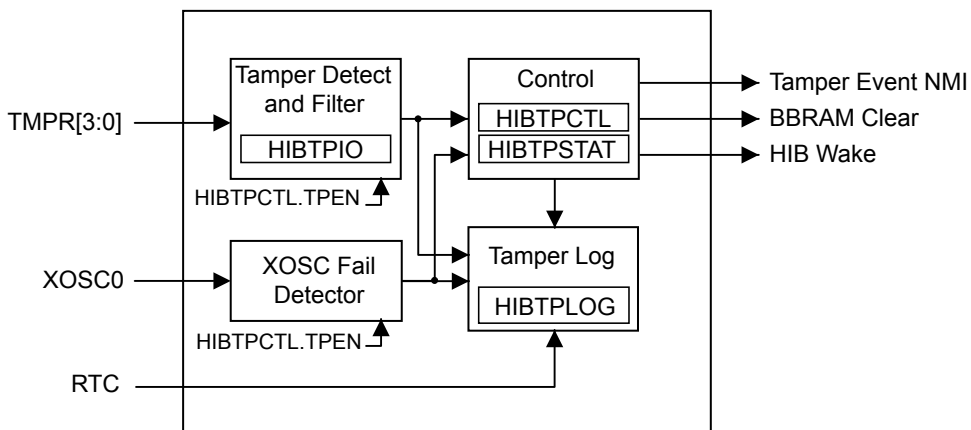 TMPR[3:0]
Tamper Detect
and Filter
HIBTPIO
HIBTPCTL.TPEN
Control
HIBTPCTL
HIBTPSTAT
Tamper Event NMI
BBRAM Clear
HIB Wake
XOSC0
XOSC Fail
Detector
HIBTPCTL.TPEN
Tamper Log
HIBTPLOG
RTC